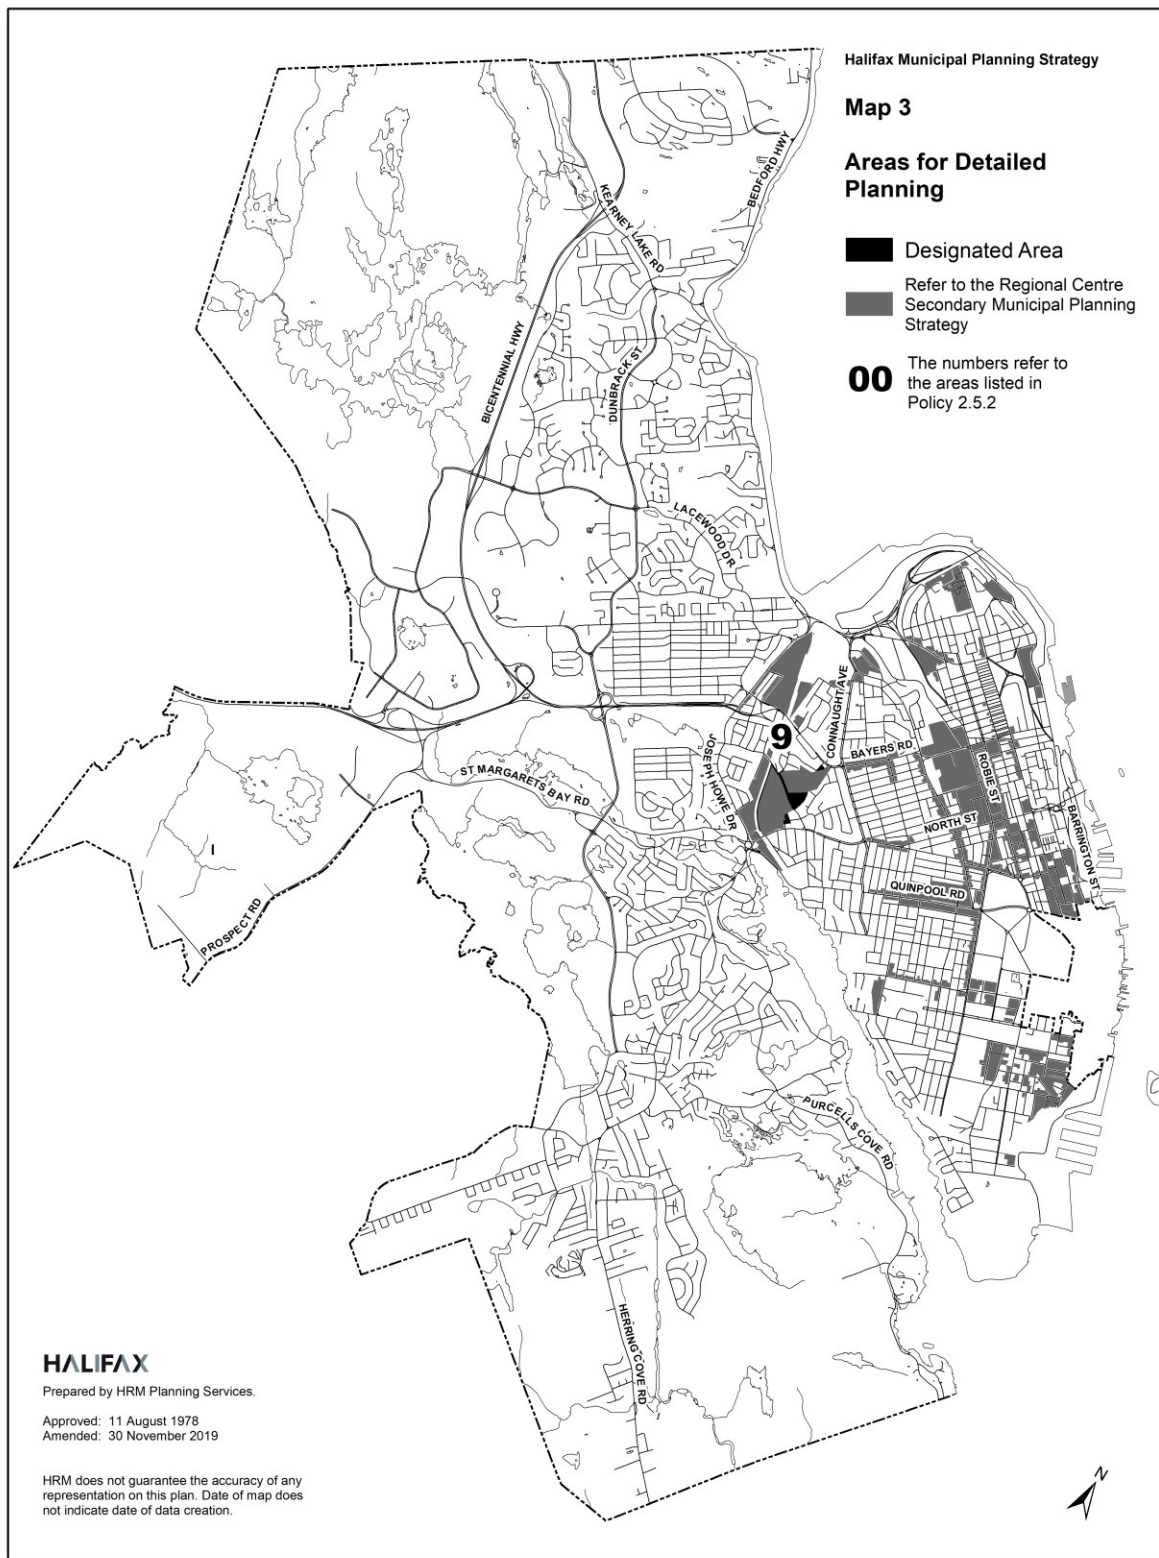 Halifax Municipal Planning Strategy
Map 3
Areas for Detailed
Planning
Designated Area
Refer to the Regional Centre
Secondary Municipal Planning
Strategy
00
The numbers refer to
the areas listed in
Policy 2.5.2
BEDFORD HWY
KEARNEY LAKE RD
BICENTENNIAL HWY
DUNBRACK ST
LACEWOOD DR
CONNAUGHT AVE
9
BAYERS RD
JOSEPH HOWE DR
ROBIE ST
ST MARGARETS BAY RD
NORTH ST
BARRINGTON ST
QUINPOOL RD
PROSPECT RD
PURCELLS COVE RD
HERRING COVE RD
HALIFAX
Prepared by HRM Planning Services.
Approved: 11 August 1978
Amended: 30 November 2019
HRM does not guarantee the accuracy of any
representation on this plan. Date of map does
not indicate date of data creation.
N